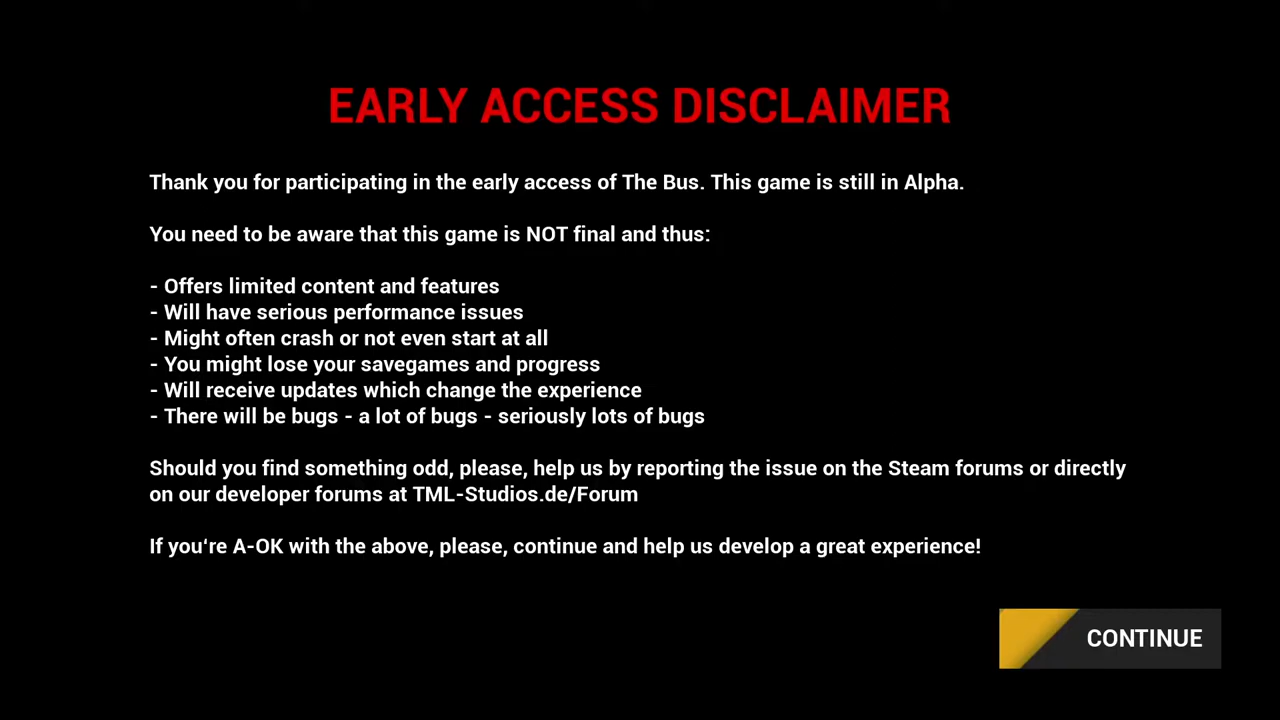 EARLY ACCESS DISCLAIMER
Thank you for participating in the early access of The Bus. This game is still in Alpha.
You need to be aware that this game is NOT final and thus:
- Offers limited content and features
- Will have serious performance issues
- Might often crash or not even start at all
- You might lose your savegames and progress
- Will receive updates which change the experience
- There will be bugs - a lot of bugs - seriously lots of bugs
Should you find something odd, please, help us by reporting the issue on the Steam forums or directly
on our developer forums at TML-Studios.de/Forum
If you‘re A-OK with the above, please, continue and help us develop a great experience!
CONTINUE